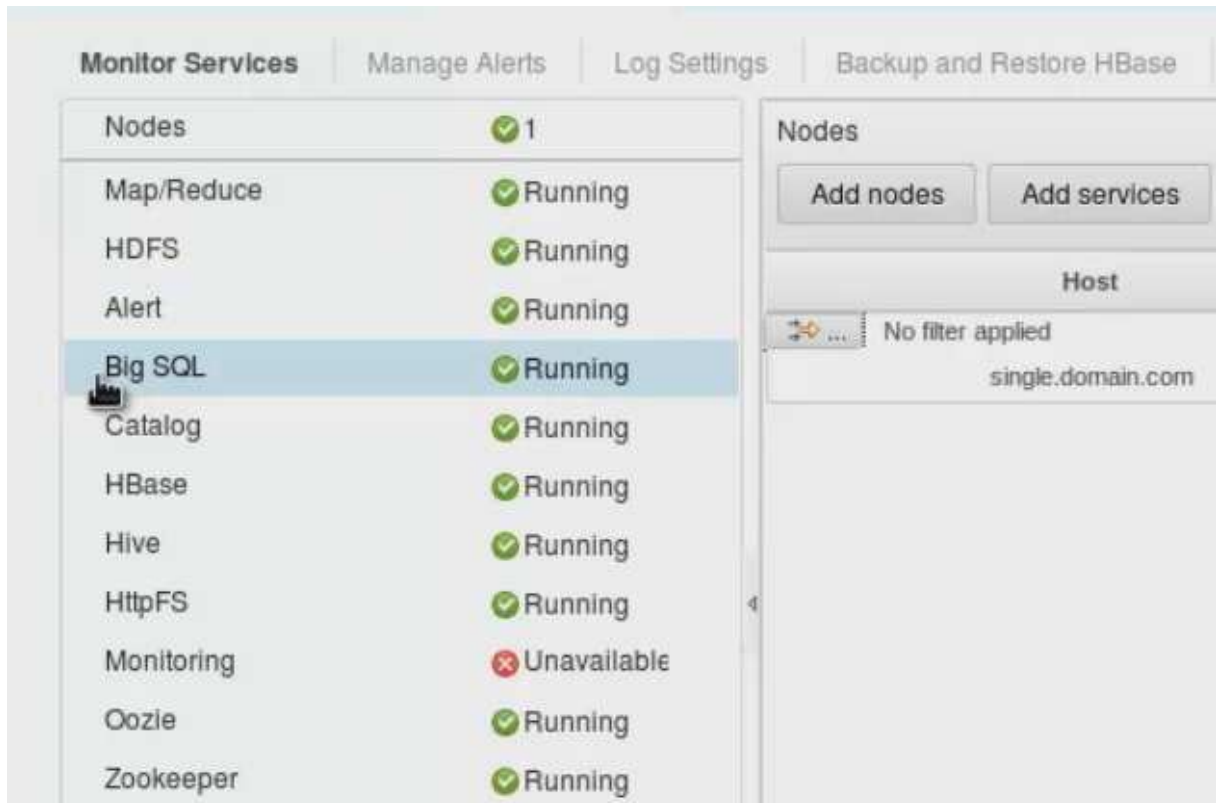 Monitor Services Manage Alerts Log Settings Backup and Restore HBase
Nodes 1
Map/Reduce Running
HDFS Running
Alert Running
Big SQL Running
Catalog Running
HBase Running
Hive Running
HttpFS Running
Monitoring Unavailable
Oozie Running
Zookeeper Running
Nodes
Add nodes Add services
Host
... No filter applied
single.domain.com